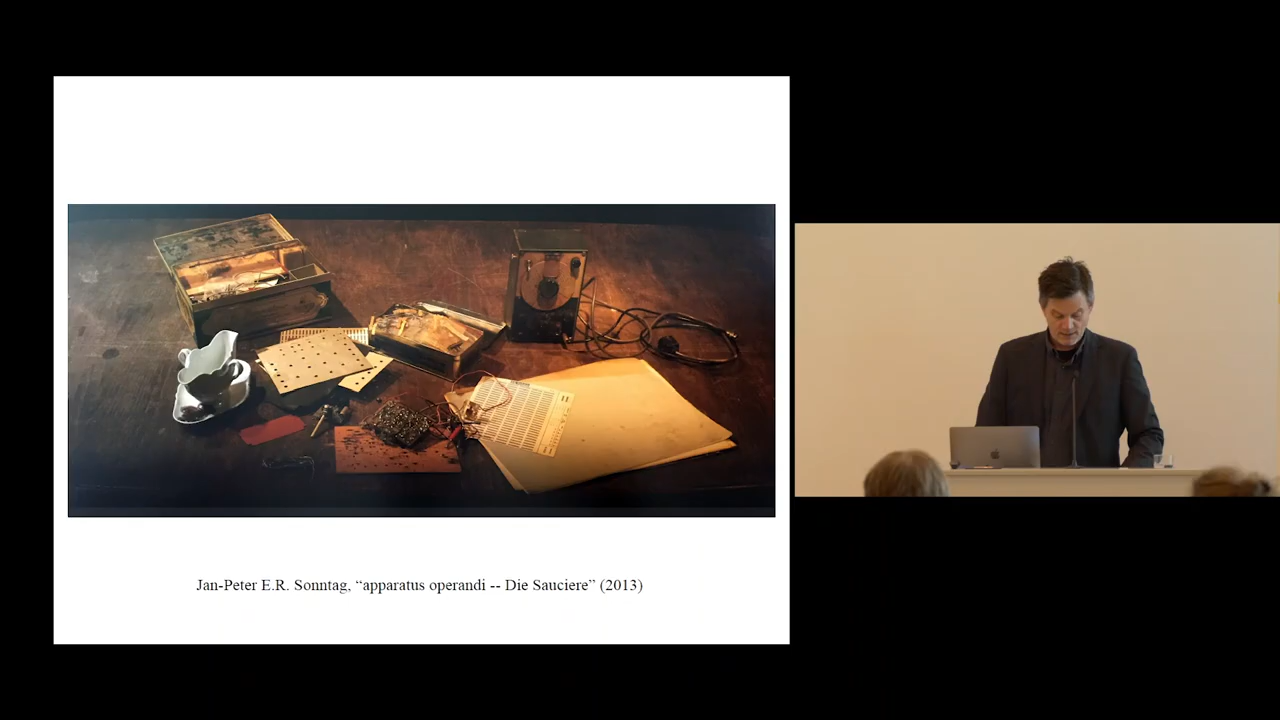 Jan-Peter E.R. Sonntag, “apparatus operandi -- Die Sauciere” (2013)